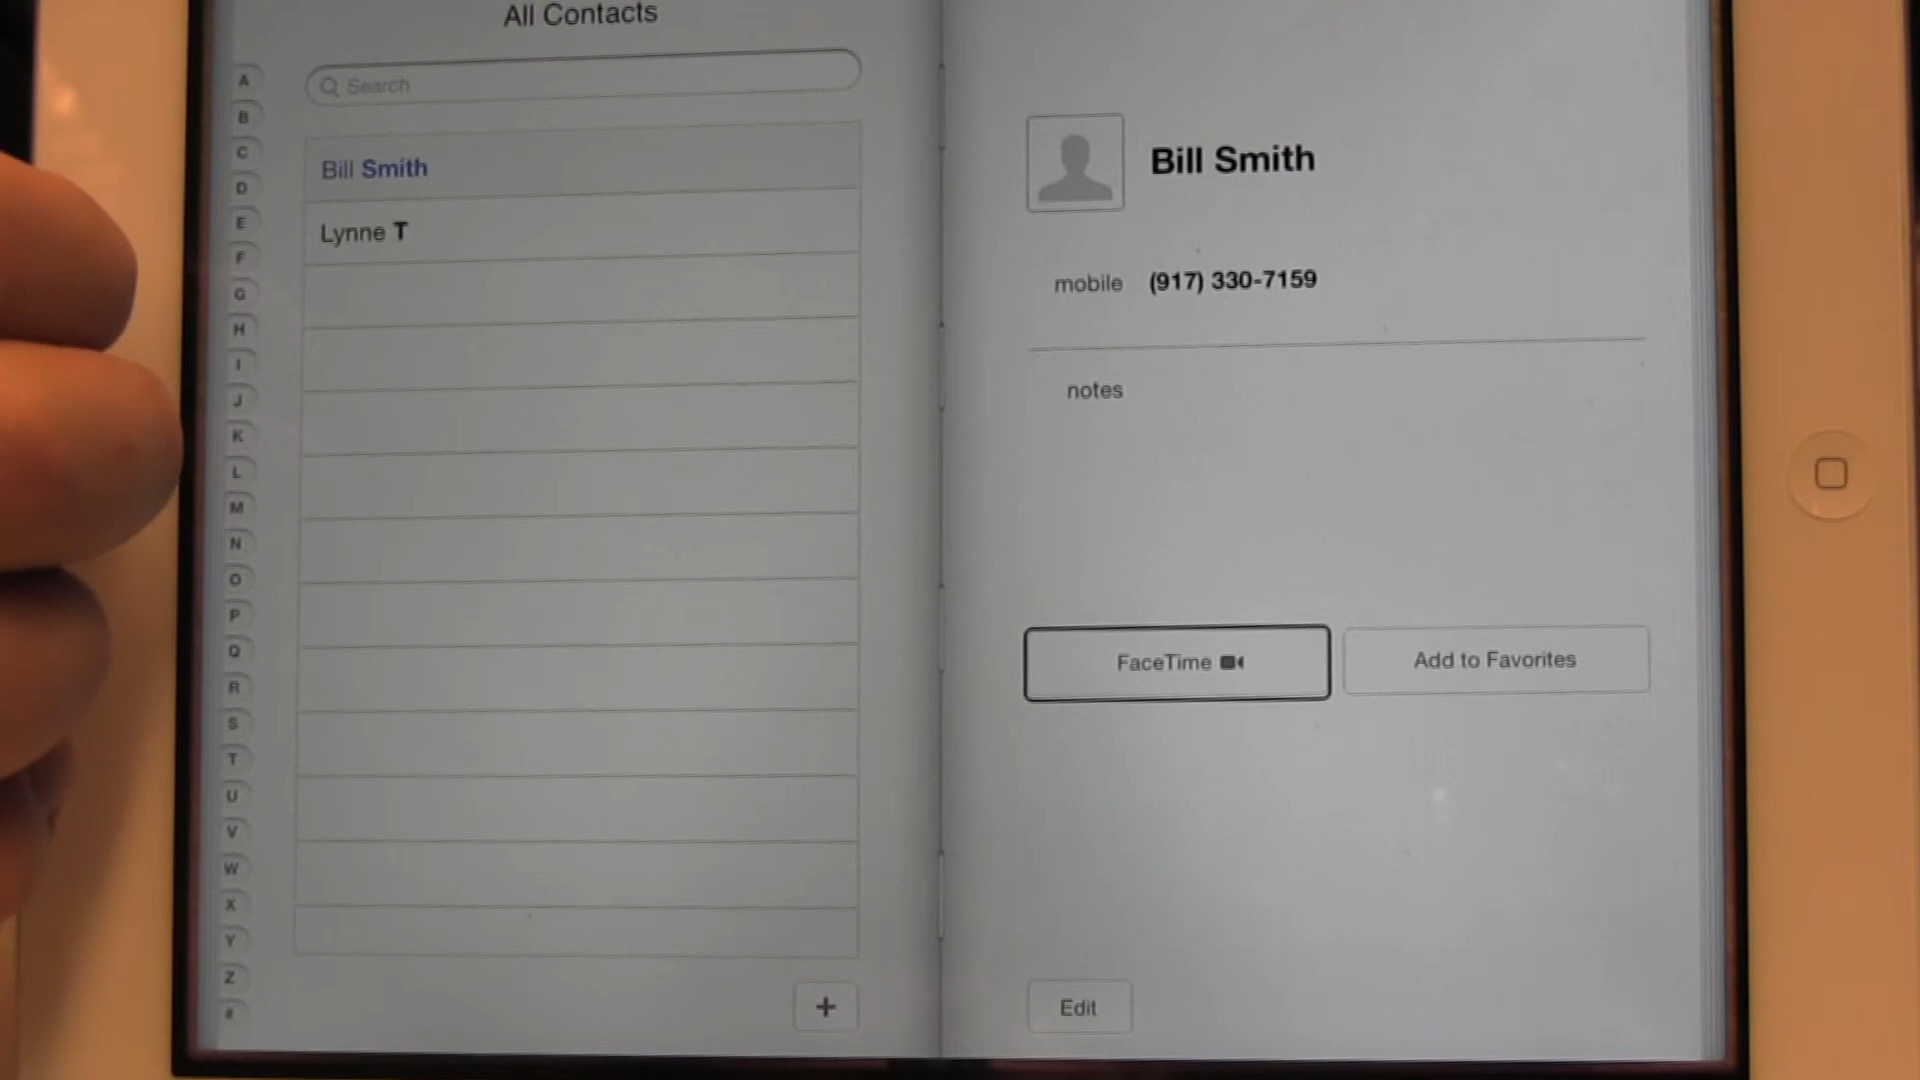 All Contacts
Search
A
B
C
D
E
F
G
H
I
J
K
L
M
N
O
P
Q
R
S
T
U
V
W
X
Y
Z
#
Bill Smith
Lynne T
+
Bill Smith
mobile (917) 330-7159
notes
FaceTime
Add to Favorites
Edit